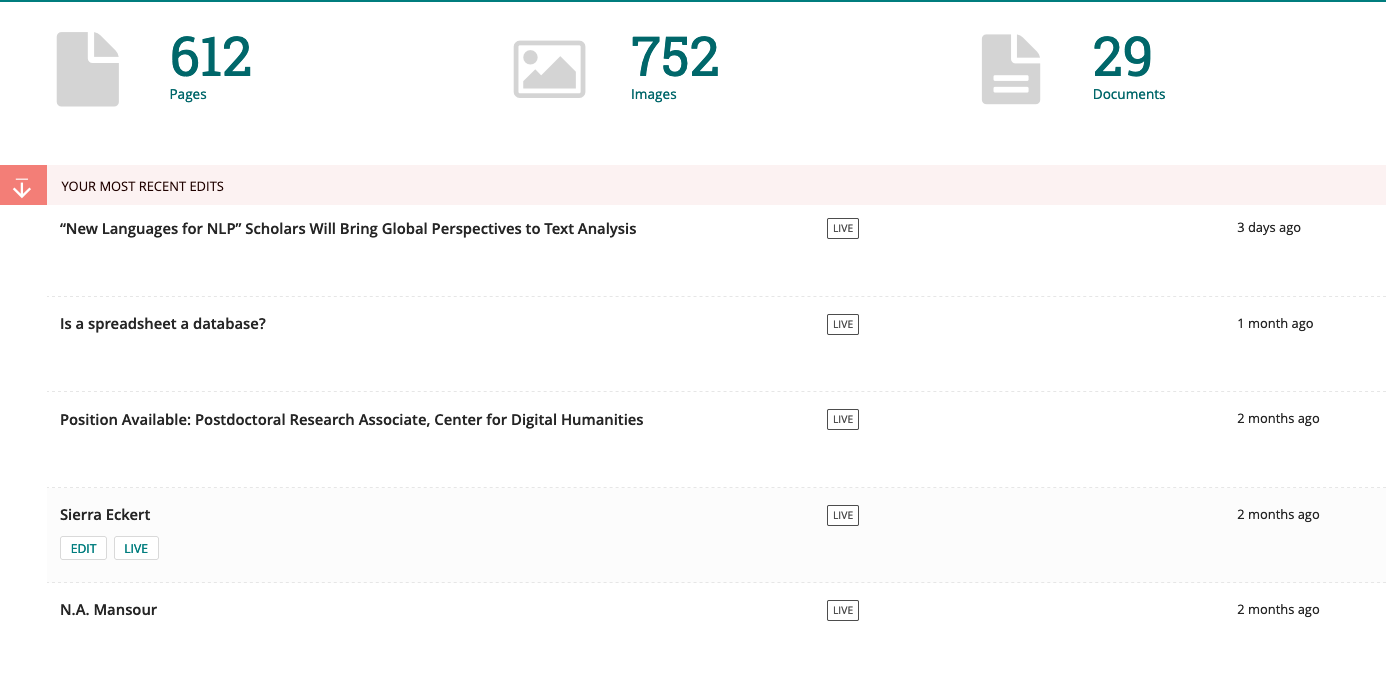 612
Pages
752
Images
29
Documents
YOUR MOST RECENT EDITS
“New Languages for NLP” Scholars Will Bring Global Perspectives to Text Analysis
LIVE
3 days ago
Is a spreadsheet a database?
LIVE
1 month ago
Position Available: Postdoctoral Research Associate, Center for Digital Humanities
LIVE
2 months ago
Sierra Eckert
LIVE
2 months ago
EDIT
LIVE
N.A. Mansour
LIVE
2 months ago